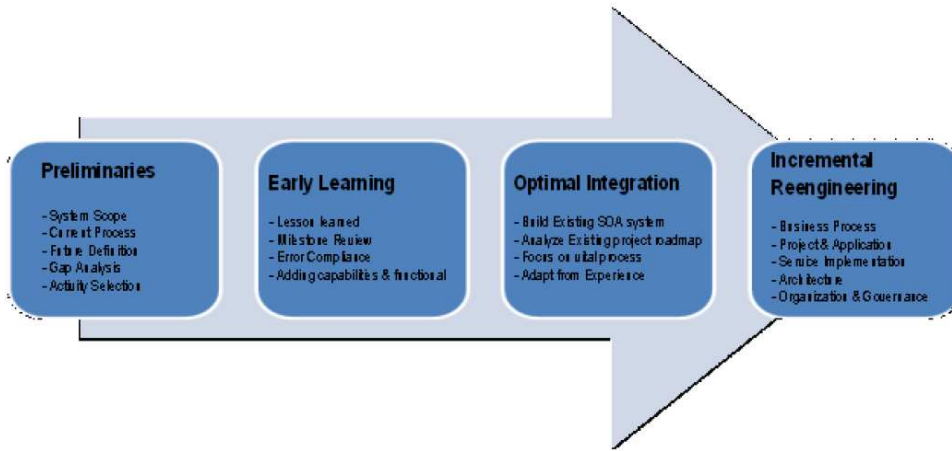 Preliminaries
- System Scope
- Current Process
- Future Definition
- Gap Analysis
- Activity Selection
Early Learning
- Lesson learned
- Milestone Review
- Error Compliance
- Adding capabilities & functional
Optimal Integration
- Build Existing SOA system
- Analyze Existing project roadmap
- Focus on vital process
- Adapt from Experience
Incremental
Reengineering
- Business Process
- Project & Application
- Service Implementation
- Architecture
- Organization & Governance